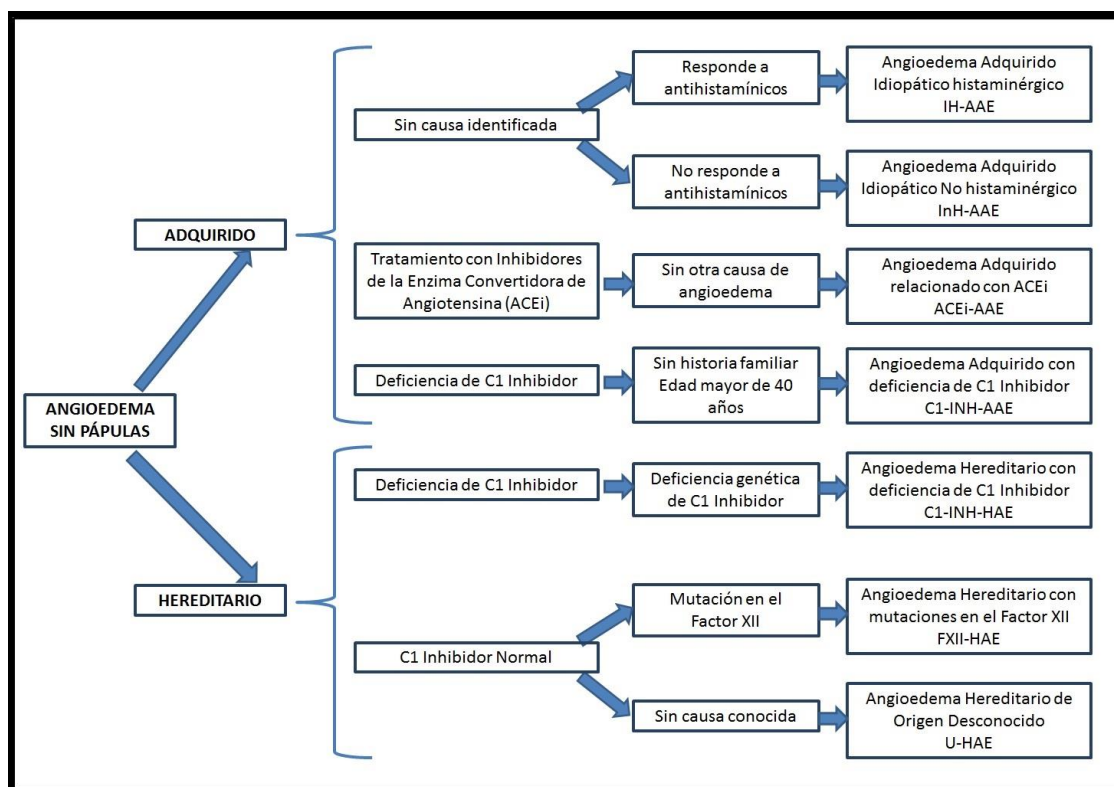 ANGIOEDEMA
SIN PÁPULAS
ADQUIRIDO
Sin causa identificada
Responde a
antihistamínicos
Angioedema Adquirido
Idiopático histaminérgico
IH-AAE
No responde a
antihistamínicos
Angioedema Adquirido
Idiopático No histaminérgico
InH-AAE
Tratamiento con Inhibidores
de la Enzima Convertidora de
Angiotensina (ACEi)
Sin otra causa de
angioedema
Angioedema Adquirido
relacionado con ACEi
ACEi-AAE
Deficiencia de C1 Inhibidor
Sin historia familiar
Edad mayor de 40
años
Angioedema Adquirido con
deficiencia de C1 Inhibidor
C1-INH-AAE
HEREDITARIO
Deficiencia de C1 Inhibidor
Deficiencia genética
de C1 Inhibidor
Angioedema Hereditario con
deficiencia de C1 Inhibidor
C1-INH-HAE
C1 Inhibidor Normal
Mutación en el
Factor XII
Angioedema Hereditario con
mutaciones en el Factor XII
FXII-HAE
Sin causa conocida
Angioedema Hereditario de
Origen Desconocido
U-HAE